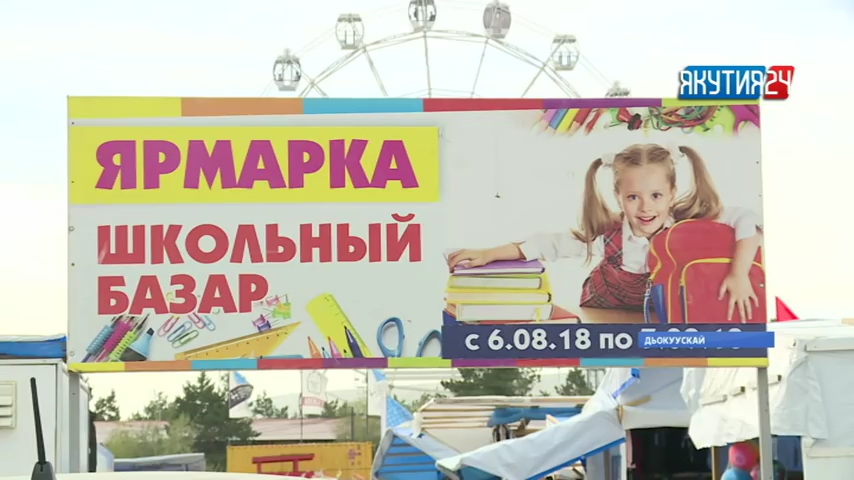 ЯКУТИЯ24
ЯРМАРКА
ШКОЛЬНЫЙ
БАЗАР
с 6.08.18 по
ДЬОКУУСКАЙ